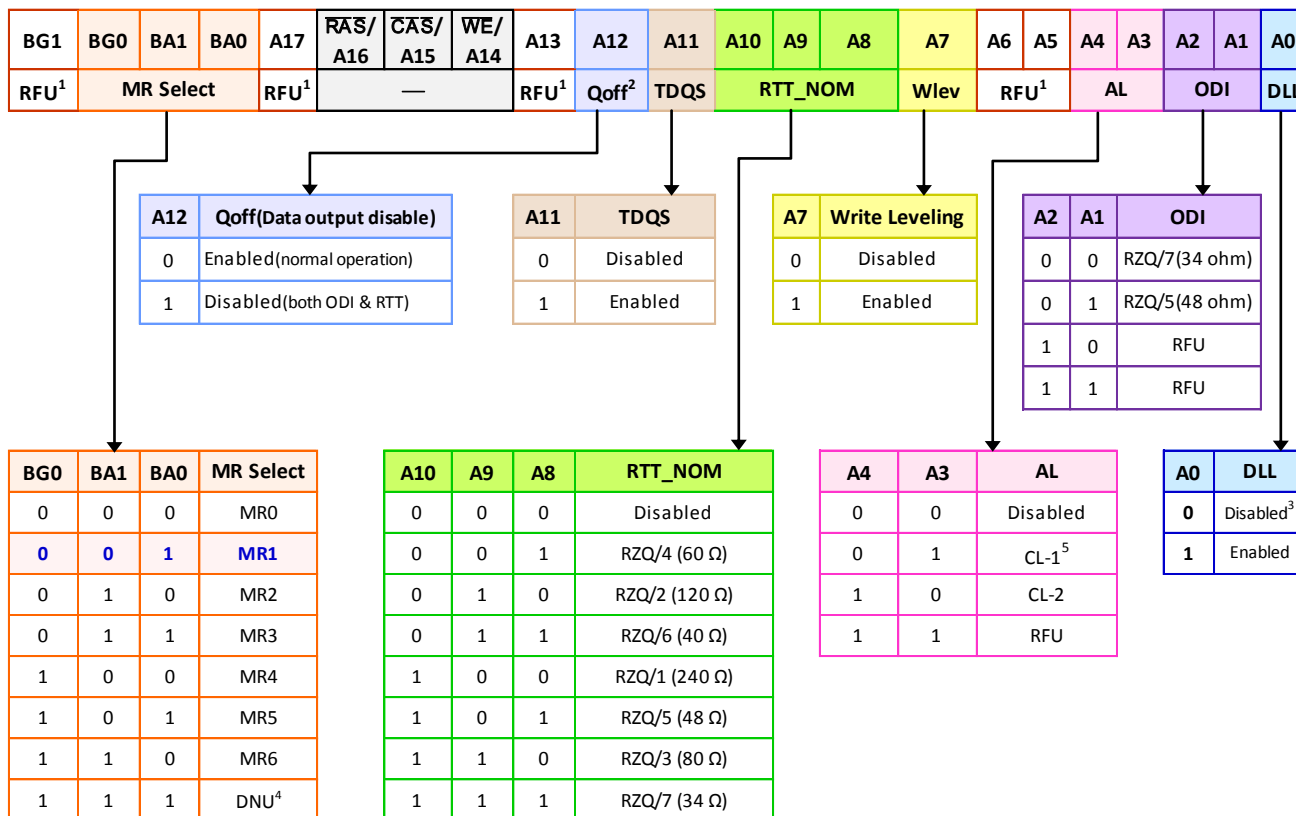 BG1 BG0 BA1 BA0 A17 RAS/ A16 CAS/ A15 WE/ A14 A13 A12 A11 A10 A9 A8 A7 A6 A5 A4 A3 A2 A1 A0
RFU¹ MR Select RFU¹ — RFU¹ Qoff² TDQS RTT_NOM Wlev RFU¹ AL ODI DLL
A12 Qoff(Data output disable)
0 Enabled(normal operation)
1 Disabled(both ODI & RTT)
A11 TDQS
0 Disabled
1 Enabled
A7 Write Leveling
0 Disabled
1 Enabled
A2 A1 ODI
0 0 RZQ/7(34 ohm)
0 1 RZQ/5(48 ohm)
1 0 RFU
1 1 RFU
BG0 BA1 BA0 MR Select
0 0 0 MR0
0 0 1 MR1
0 1 0 MR2
0 1 1 MR3
1 0 0 MR4
1 0 1 MR5
1 1 0 MR6
1 1 1 DNU⁴
A10 A9 A8 RTT_NOM
0 0 0 Disabled
0 0 1 RZQ/4 (60 Ω)
0 1 0 RZQ/2 (120 Ω)
0 1 1 RZQ/6 (40 Ω)
1 0 0 RZQ/1 (240 Ω)
1 0 1 RZQ/5 (48 Ω)
1 1 0 RZQ/3 (80 Ω)
1 1 1 RZQ/7 (34 Ω)
A4 A3 AL
0 0 Disabled
0 1 CL-1⁵
1 0 CL-2
1 1 RFU
A0 DLL
0 Disabled³
1 Enabled